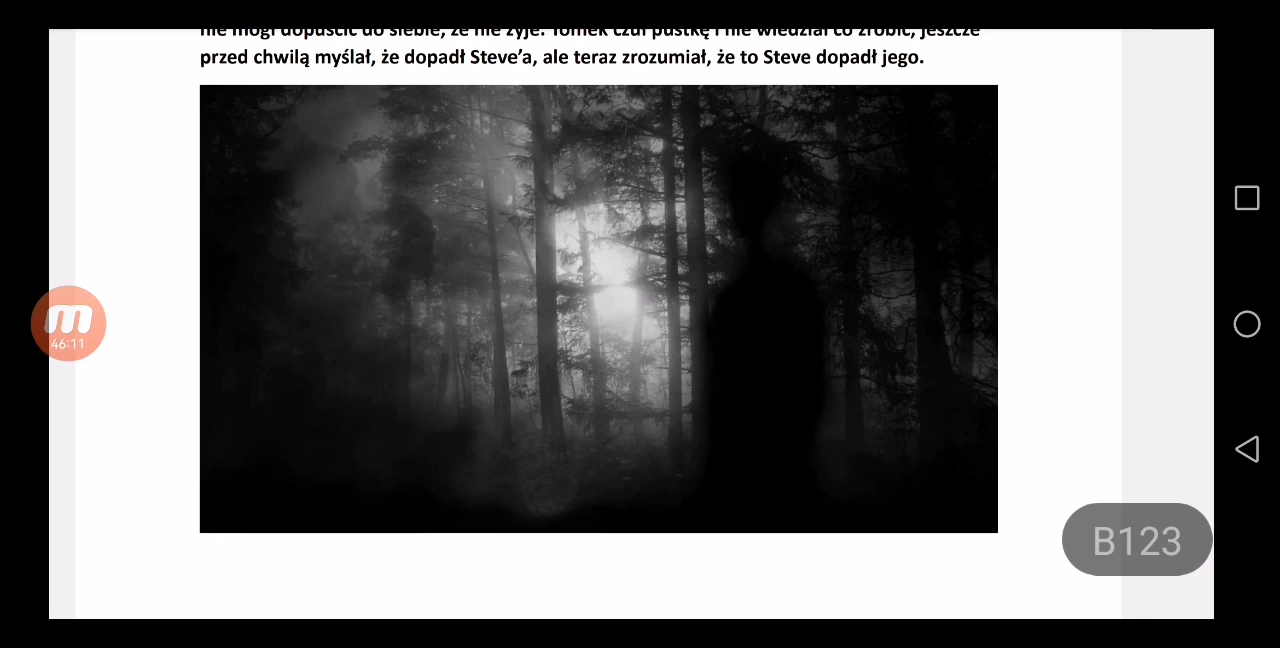 nie mógł dopuścić do siebie, że nie żyje. Tomek czuł pustkę i nie wiedział co zrobić, jeszcze
przed chwilą myślał, że dopadł Steve’a, ale teraz zrozumiał, że to Steve dopadł jego.
m
46:11
B123